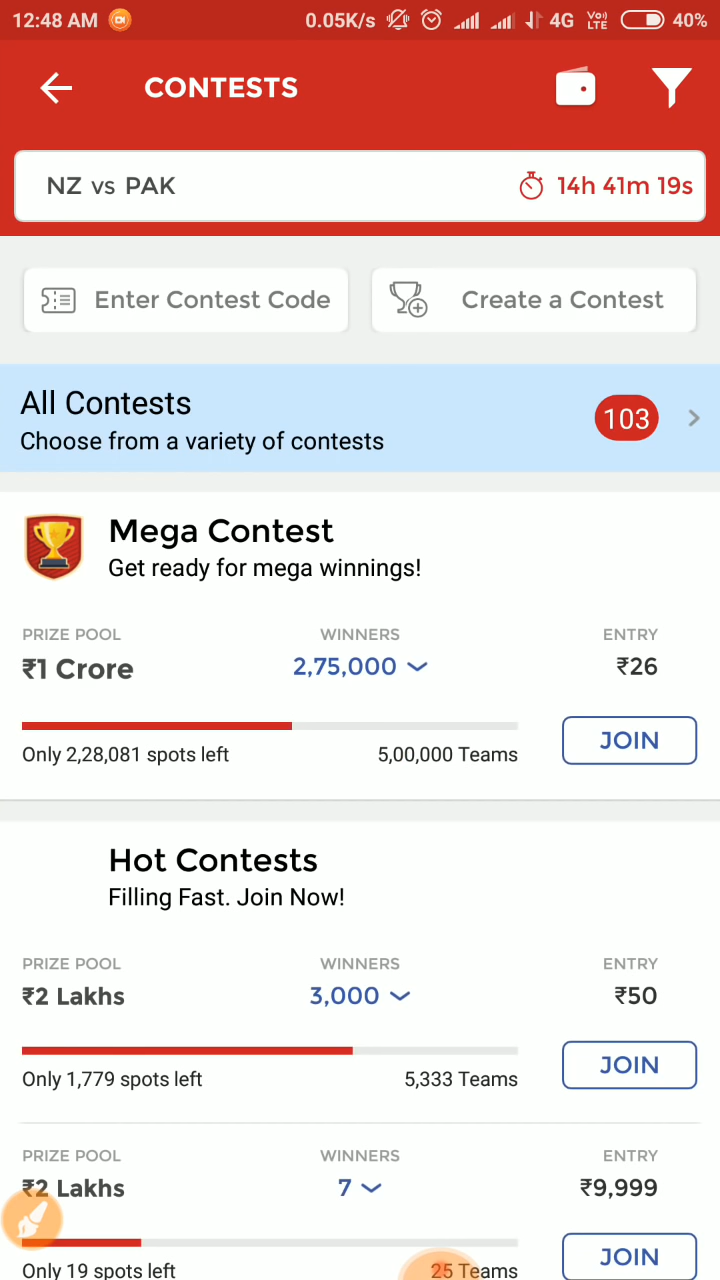 12:48 AM 0.05K/s 4G Vo)) LTE 40%
CONTESTS
NZ vs PAK 14h 41m 19s
Enter Contest Code Create a Contest
All Contests
Choose from a variety of contests
103
Mega Contest
Get ready for mega winnings!
PRIZE POOL WINNERS ENTRY
₹1 Crore 2,75,000 ₹26
JOIN
Only 2,28,081 spots left 5,00,000 Teams
Hot Contests
Filling Fast. Join Now!
PRIZE POOL WINNERS ENTRY
₹2 Lakhs 3,000 ₹50
JOIN
Only 1,779 spots left 5,333 Teams
PRIZE POOL WINNERS ENTRY
₹2 Lakhs 7 ₹9,999
JOIN
Only 19 spots left 25 Teams